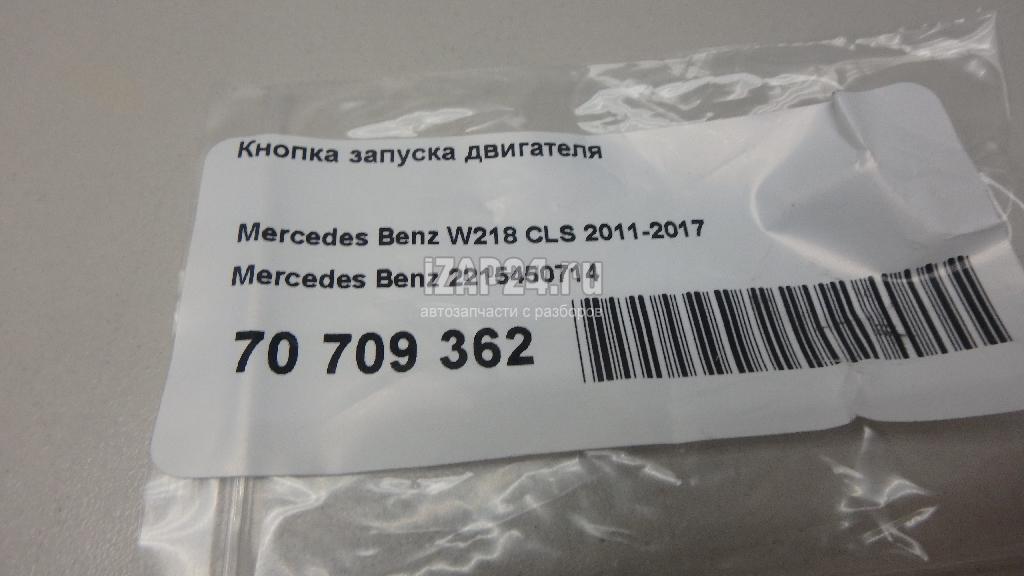 Кнопка запуска двигателя
Mercedes Benz W218 CLS 2011-2017
Mercedes Benz 2215450714
iZAP24.ru
автозапчасти с разборов
70 709 362